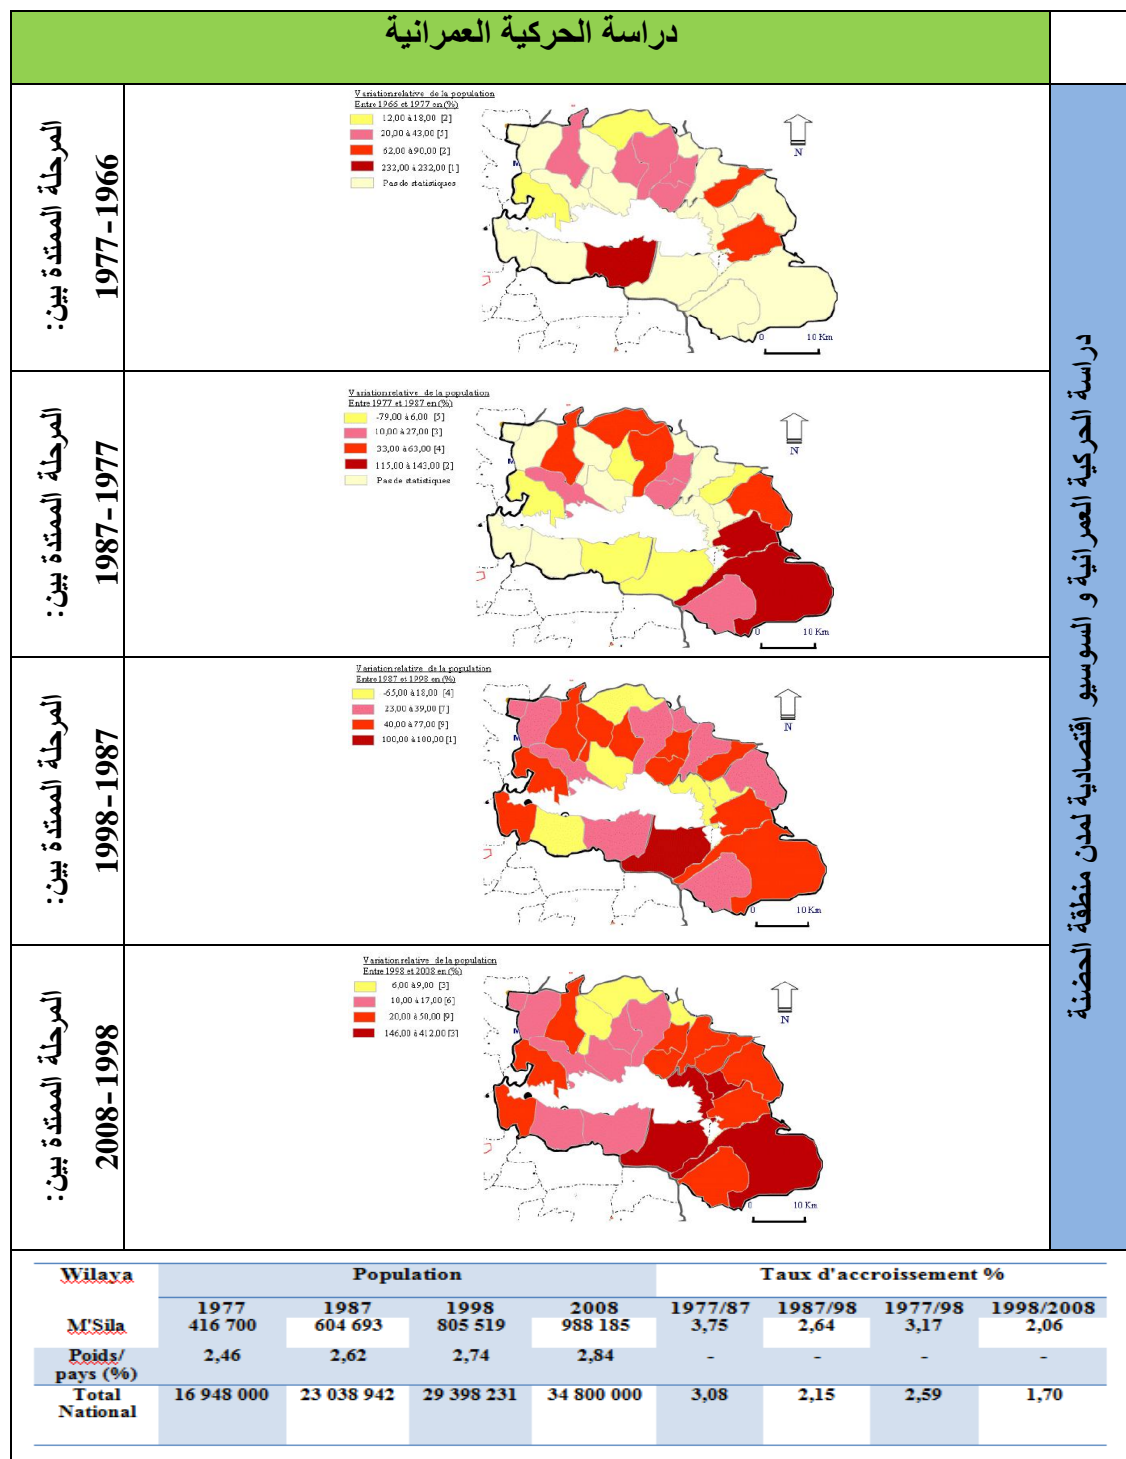 دراسة الحركية العمرانية
دراسة الحركية العمرانية و السوسيو اقتصادية لمدن منطقة الحضنة
المرحلة الممتدة بين:
1977-1966
Variation relative de la population
Entre 1966 et 1977 en (%)
12,00 à 18,00 [2]
20,00 à 43,00 [5]
62,00 à 90,00 [2]
232,00 à 232,00 [1]
Pas de statistiques
M
N
0 10 Km
المرحلة الممتدة بين:
1987-1977
Variation relative de la population
Entre 1977 et 1987 en (%)
-79,00 à 6,00 [5]
10,00 à 27,00 [3]
33,00 à 63,00 [4]
115,00 à 143,00 [2]
Pas de statistiques
M
N
0 10 Km
المرحلة الممتدة بين:
1998-1987
Variation relative de la population
Entre 1987 et 1998 en (%)
-65,00 à 18,00 [4]
23,00 à 39,00 [7]
40,00 à 77,00 [9]
100,00 à 100,00 [1]
M
N
0 10 Km
المرحلة الممتدة بين:
2008-1998
Variation relative de la population
Entre 1998 et 2008 en (%)
6,00 à 9,00 [3]
10,00 à 17,00 [6]
20,00 à 50,00 [9]
146,00 à 412,00 [3]
M
N
0 10 Km
Wilaya Population Taux d'accroissement %
1977 1987 1998 2008 1977/87 1987/98 1977/98 1998/2008
M'Sila 416 700 604 693 805 519 988 185 3,75 2,64 3,17 2,06
Poids/ 2,46 2,62 2,74 2,84 - - - -
pays (%)
Total 16 948 000 23 038 942 29 398 231 34 800 000 3,08 2,15 2,59 1,70
National